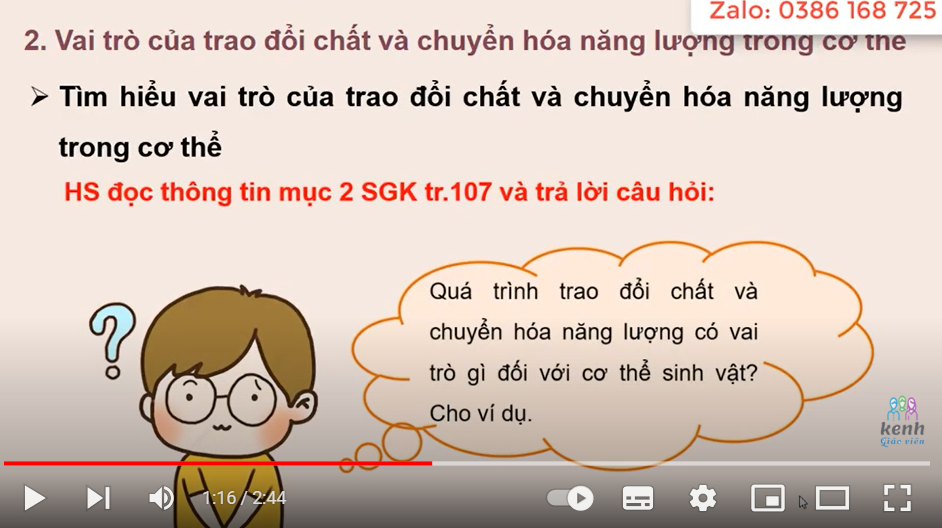 Zalo: 0386 168 725
2. Vai trò của trao đổi chất và chuyển hóa năng lượng trong cơ thể
➢ Tìm hiểu vai trò của trao đổi chất và chuyển hóa năng lượng
trong cơ thể
HS đọc thông tin mục 2 SGK tr.107 và trả lời câu hỏi:
?
Quá trình trao đổi chất và
chuyển hóa năng lượng có vai
trò gì đối với cơ thể sinh vật?
Cho ví dụ.
kenh
Giáo viên
1:16 / 2:44